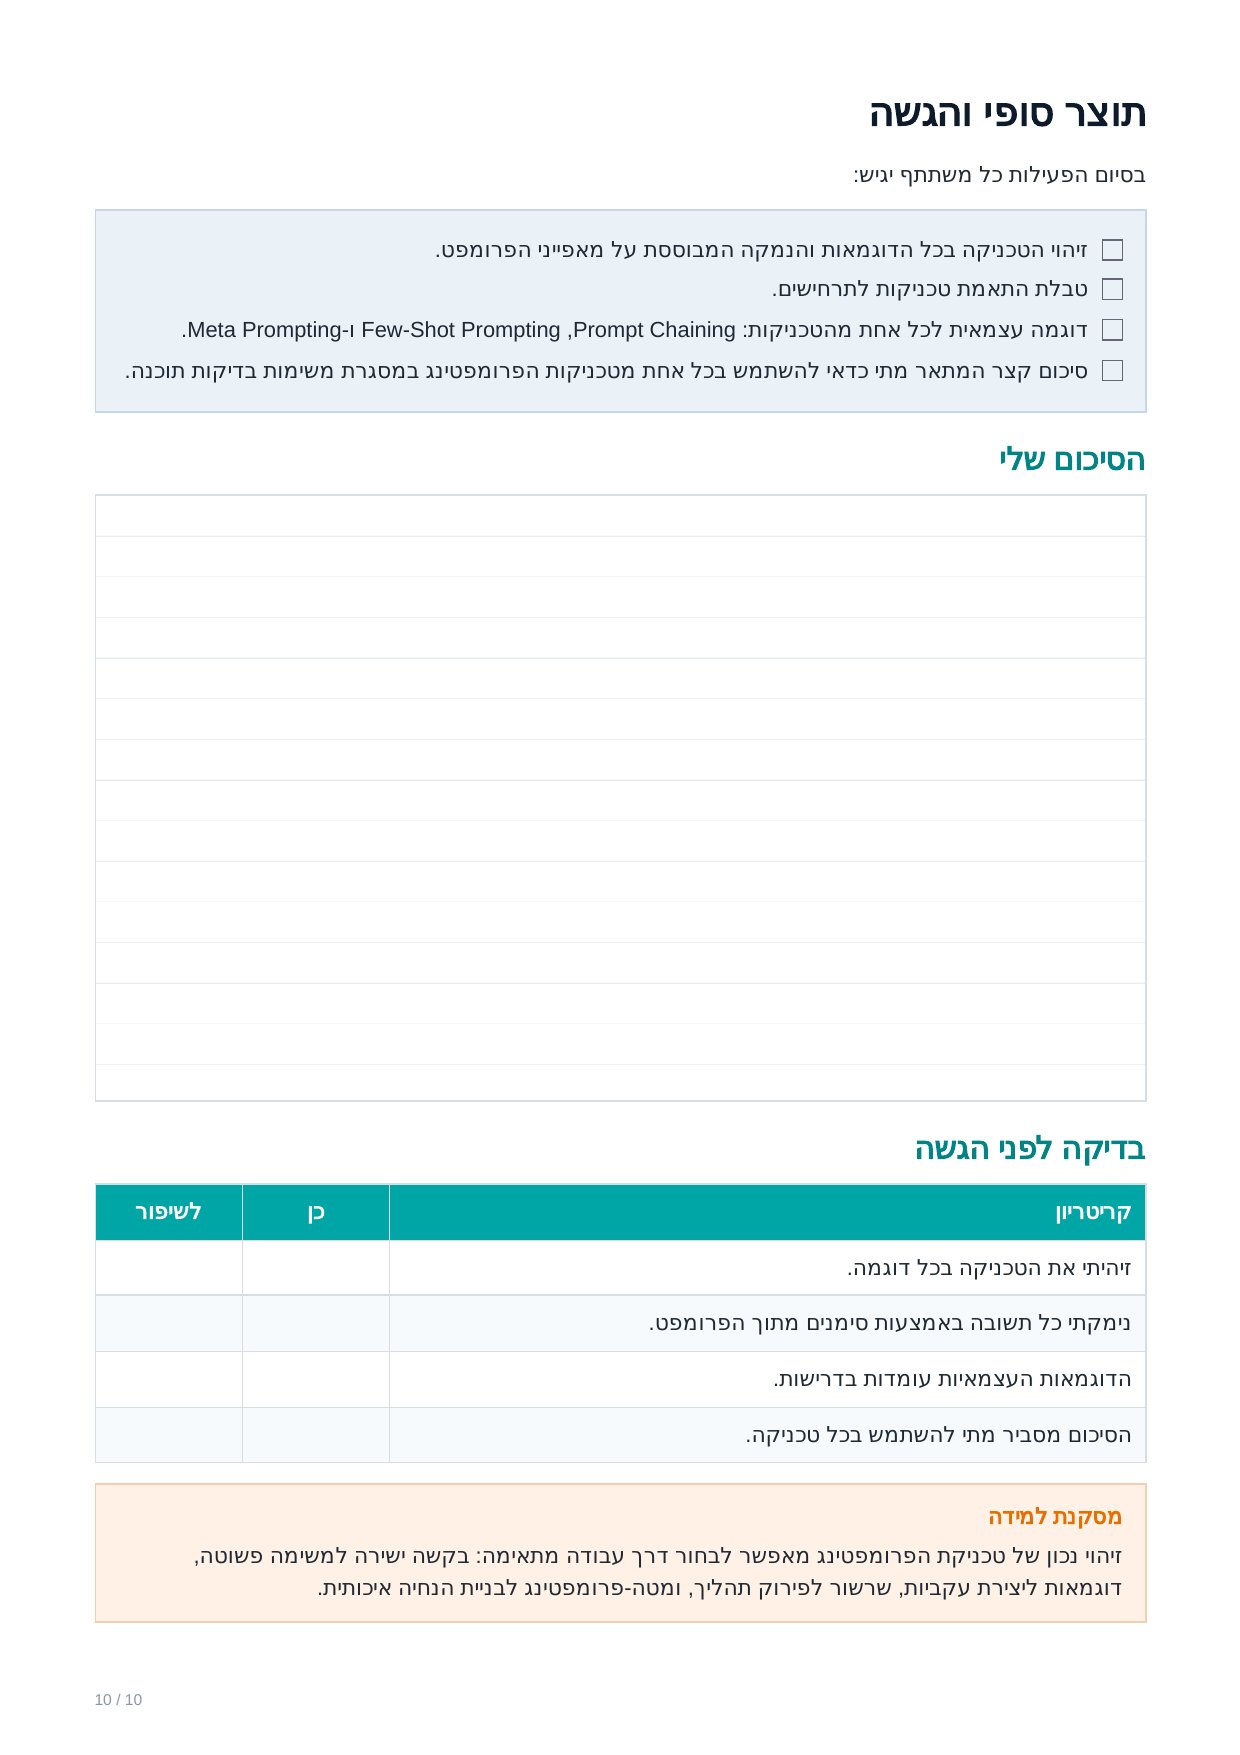 תוצר סופי והגשה
בסיום הפעילות כל משתתף יגיש:
זיהוי הטכניקה בכל הדוגמאות והנמקה המבוססת על מאפייני הפרומפט.
טבלת התאמת טכניקות לתרחישים.
דוגמה עצמאית לכל אחת מהטכניקות: Few-Shot Prompting ,Prompt Chaining ו-Meta Prompting.
סיכום קצר המתאר מתי כדאי להשתמש בכל אחת מטכניקות הפרומפטינג במסגרת משימות בדיקות תוכנה.
הסיכום שלי
בדיקה לפני הגשה
קריטריון כן לשיפור
זיהיתי את הטכניקה בכל דוגמה.
נימקתי כל תשובה באמצעות סימנים מתוך הפרומפט.
הדוגמאות העצמאיות עומדות בדרישות.
הסיכום מסביר מתי להשתמש בכל טכניקה.
מסקנת למידה
זיהוי נכון של טכניקת הפרומפטינג מאפשר לבחור דרך עבודה מתאימה: בקשה ישירה למשימה פשוטה,
דוגמאות ליצירת עקביות, שרשור לפירוק תהליך, ומטה-פרומפטינג לבניית הנחיה איכותית.
10 / 10